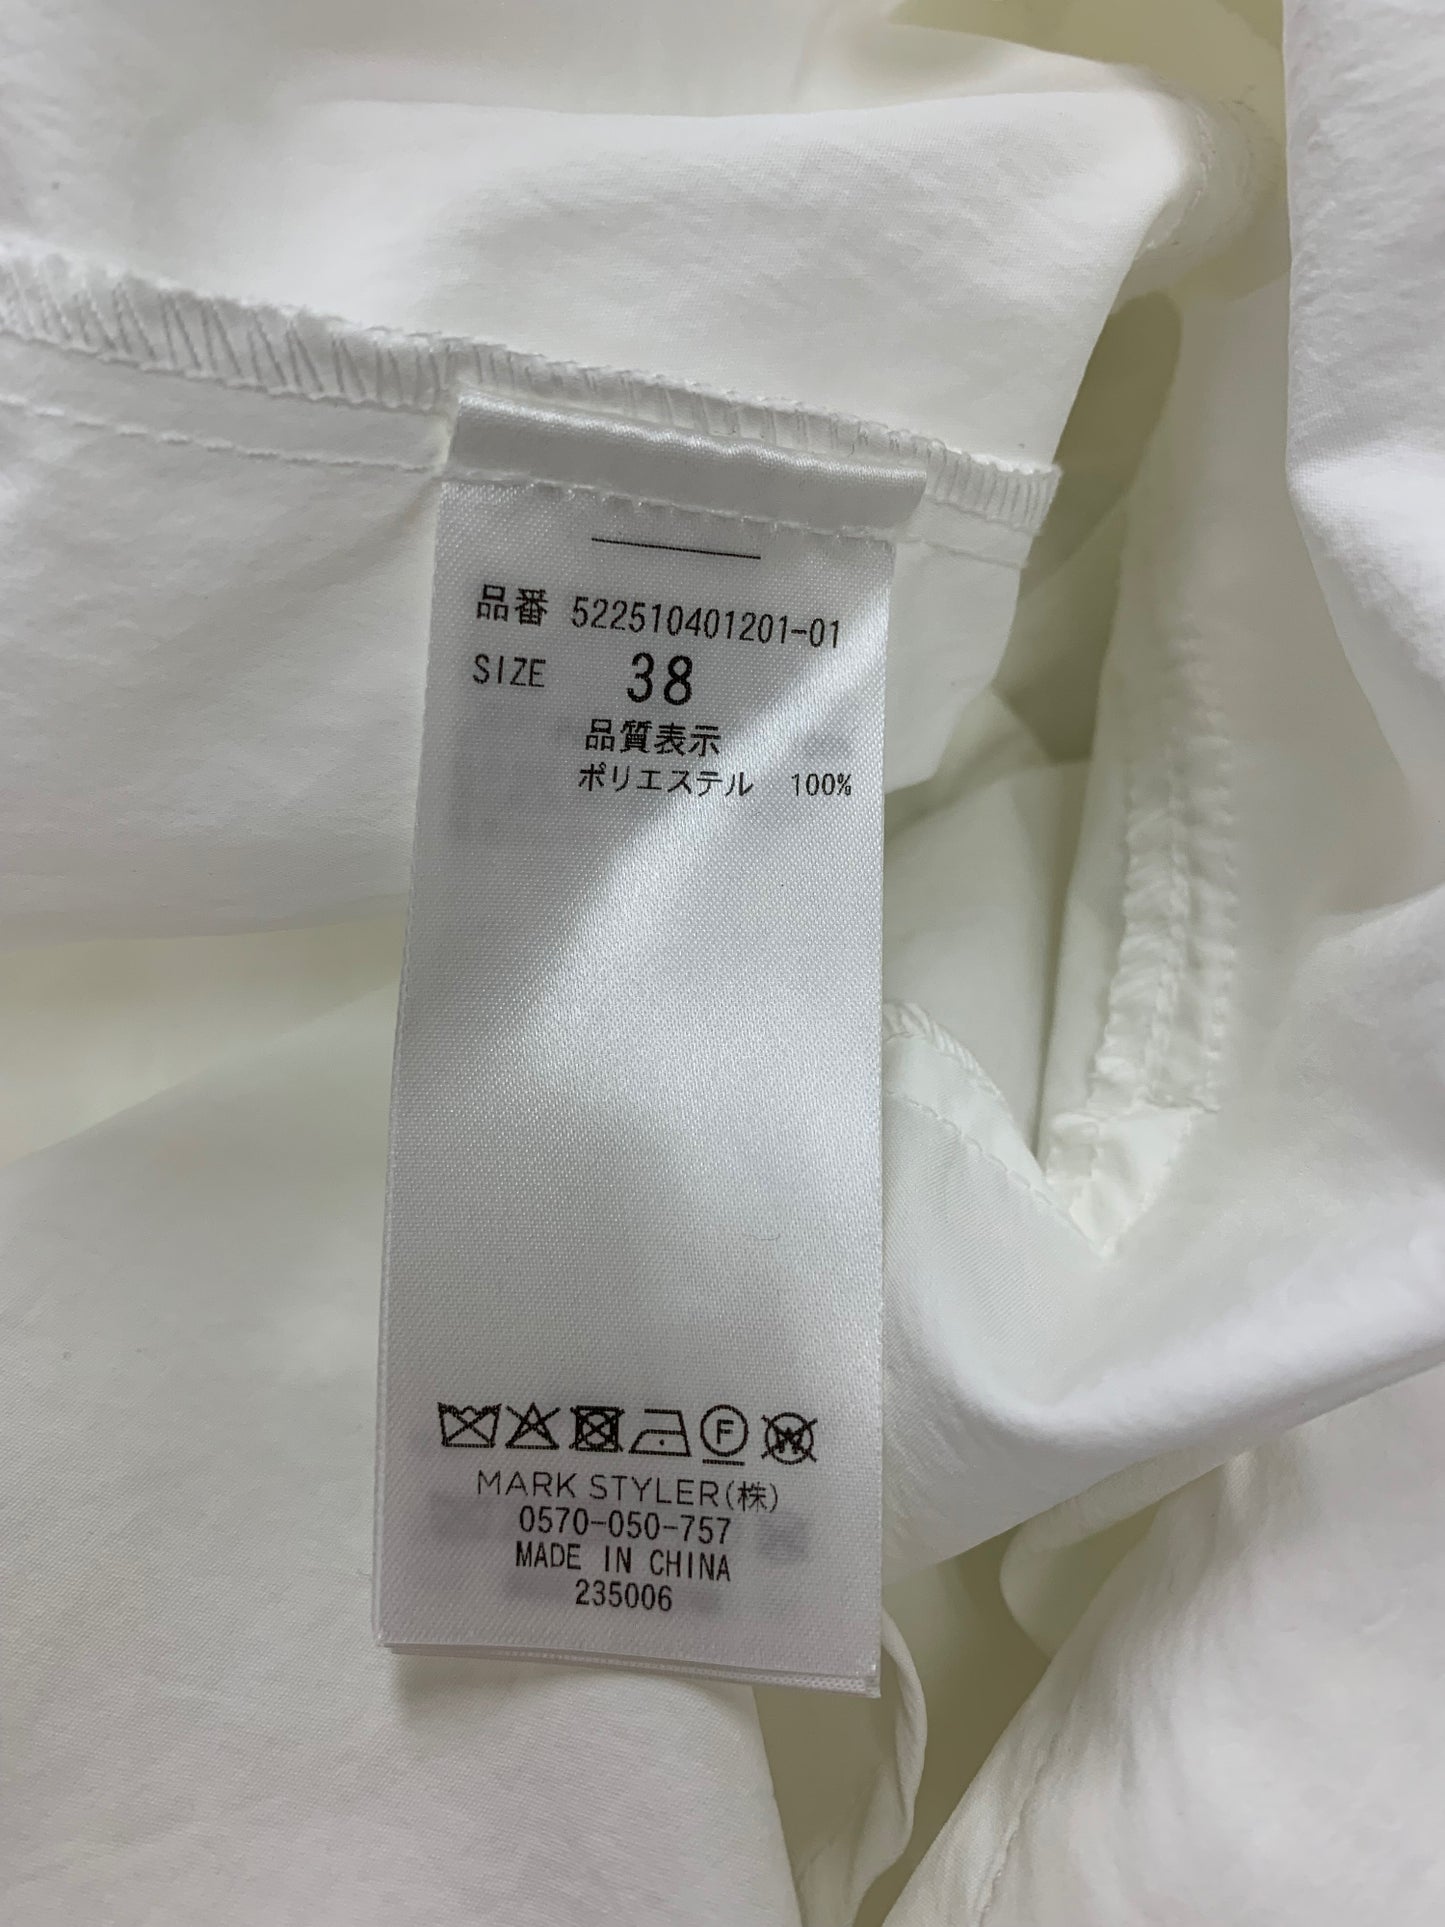 品番 522510401201-01
SIZE 38
品質表示
ポリエステル 100%
F W
MARK STYLER(株)
0570-050-757
MADE IN CHINA
235006